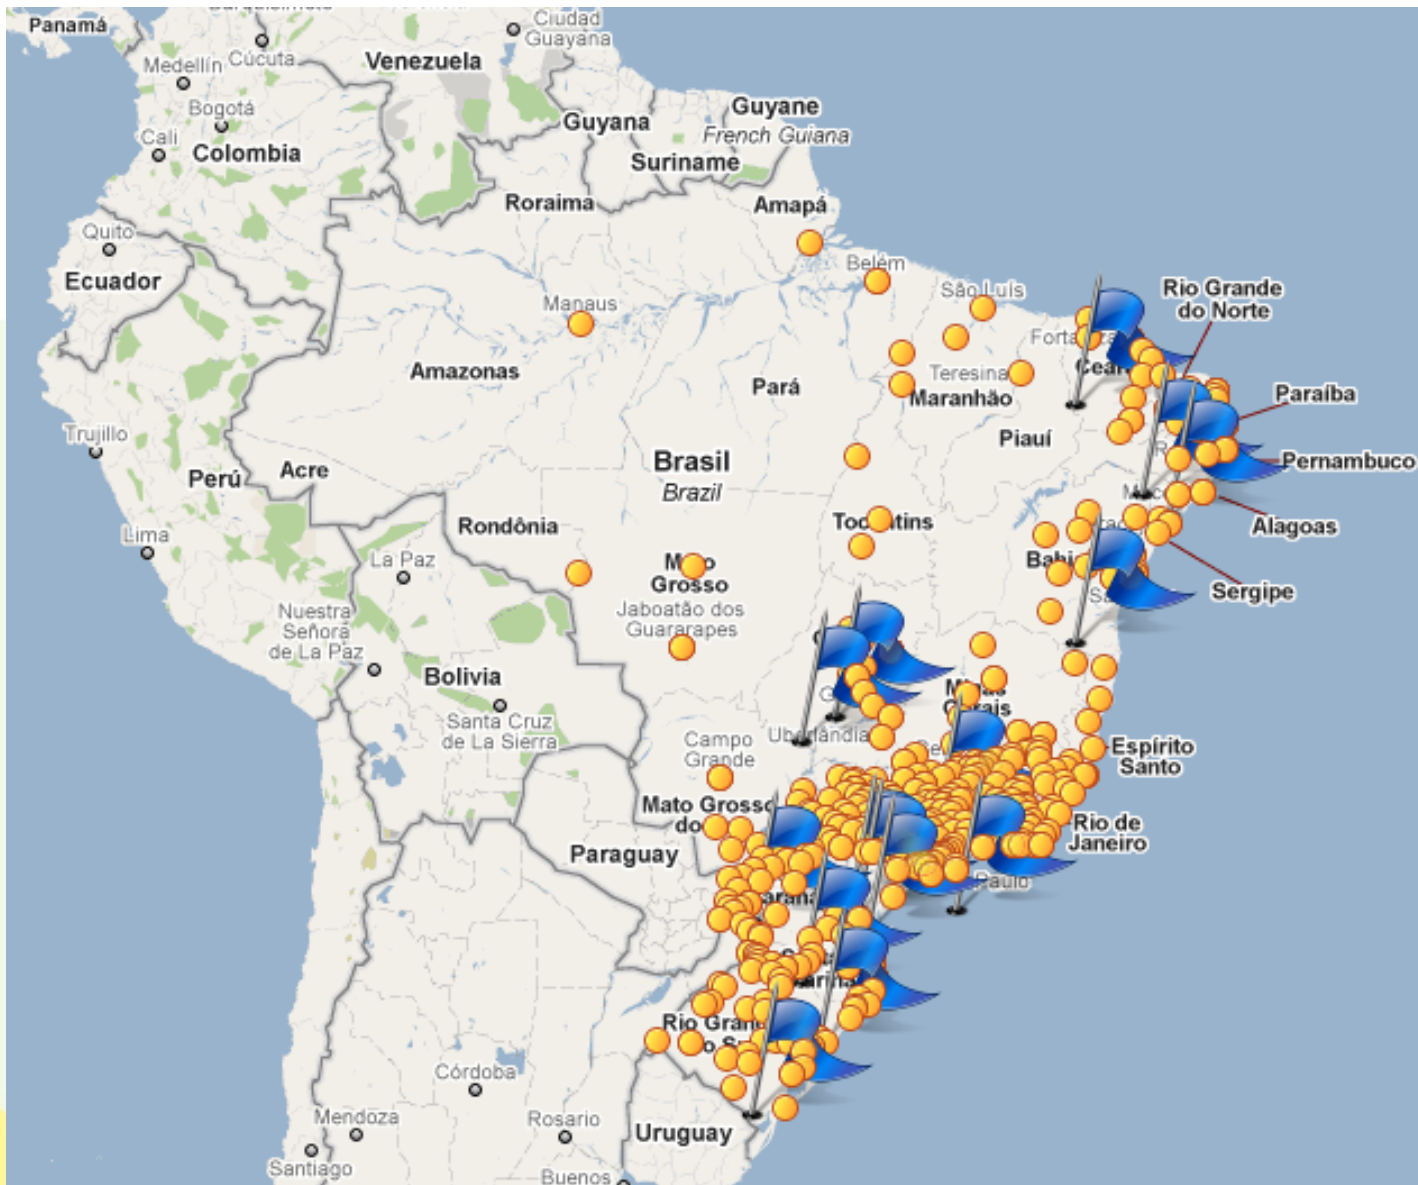 Panamá
Cúcuta
Ciudad
Guayana
Medellín
Venezuela
Bogotá
Guyana
Guyane
French Guiana
Cali
Colombia
Suriname
Roraima
Amapá
Quito
Ecuador
Belém
Manaus
São Luís
Rio Grande
do Norte
Amazonas
Pará
Teresina
Maranhão
Paraíba
Trujillo
Piauí
Perú
Acre
Brasil
Brazil
Pernambuco
Lima
Rondônia
Alagoas
La Paz
Grosso
Sergipe
Jaboatão dos
Guararapes
Nuestra
Señora
de La Paz
Bolivia
Santa Cruz
de La Sierra
Campo
Grande
Uberlândia
Espírito
Santo
Mato Grosso
Rio de
Janeiro
Paraguay
Paulo
Córdoba
Mendoza
Rosario
Uruguay
Santiago
Buenos